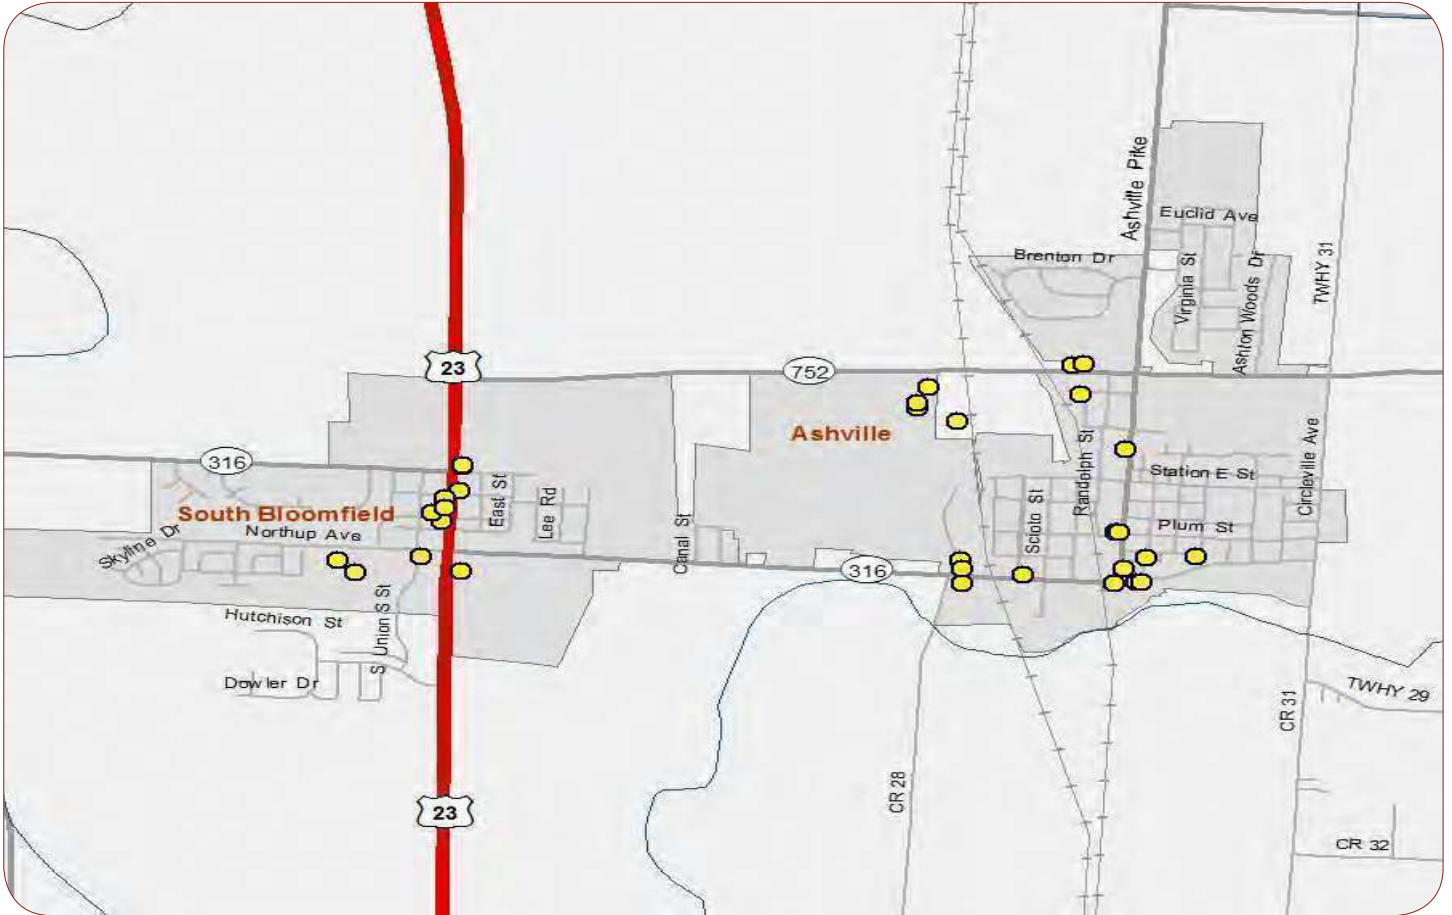 Ashville Pike
Euclid Ave
Brenton Dr
Virginia St
Ashton Woods Dr
TWHY 31
23
752
Ashville
316
South Bloomfield
Northup Ave
Skyline Dr
East St
Lee Rd
Canal St
Randolph St
Station E St
Circleville Ave
Scioto St
Plum St
316
Hutchison St
S Union S St
Dowler Dr
TWHY 29
CR 31
CR 28
23
CR 32